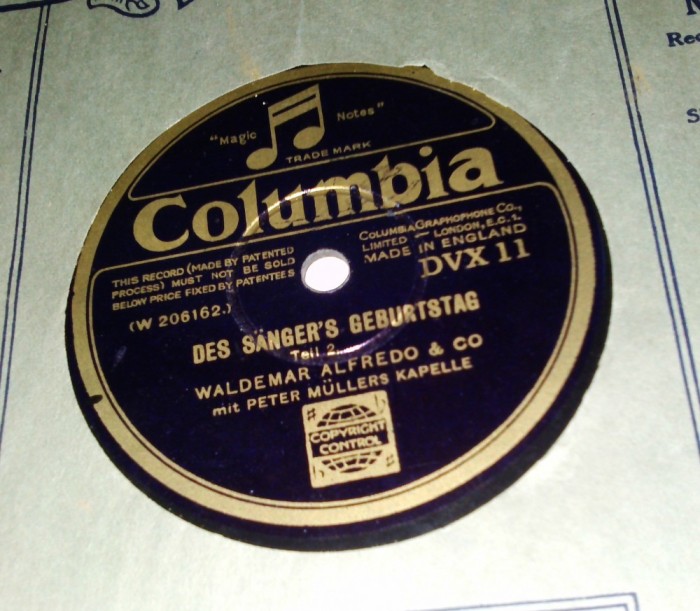 "Magic Notes"
TRADE MARK
Columbia
THIS RECORD (MADE BY PATENTED
PROCESS) MUST NOT BE SOLD
BELOW PRICE FIXED BY PATENTEES
(W 206162.)
COLUMBIA GRAPHOPHONE CO.,
LIMITED — LONDON, E.C.1.
MADE IN ENGLAND
DVX 11
DES SÄNGER'S GEBURTSTAG
Teil 2
WALDEMAR ALFREDO & CO
mit PETER MÜLLERS KAPELLE
COPYRIGHT
CONTROL
Rec
S